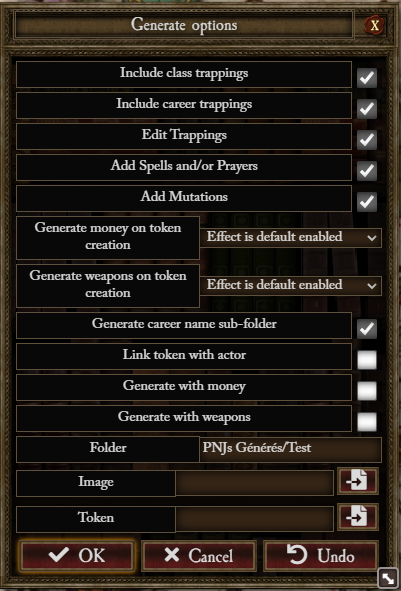 Generate options
X
Include class trappings
Include career trappings
Edit Trappings
Add Spells and/or Prayers
Add Mutations
Generate money on token
creation
Effect is default enabled
Generate weapons on token
creation
Effect is default enabled
Generate career name sub-folder
Link token with actor
Generate with money
Generate with weapons
Folder
PNJs Générés/Test
Image
Token
OK
Cancel
Undo